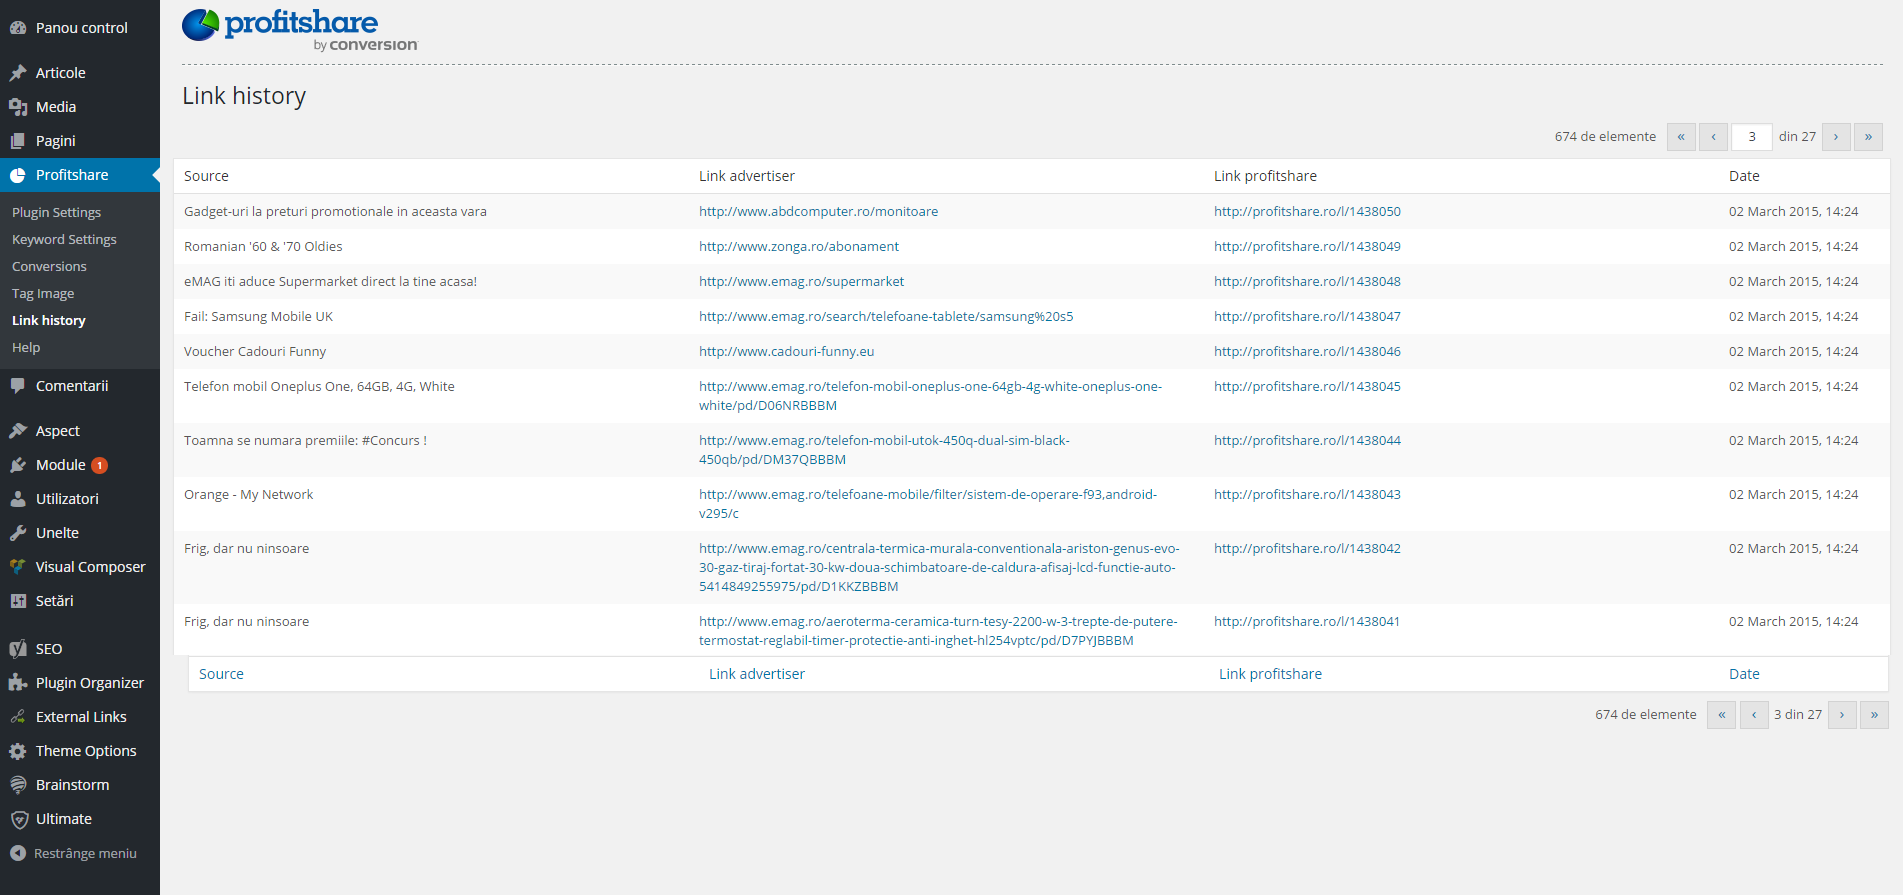 Panou control
Articole
Media
Pagini
Profitshare
Plugin Settings
Keyword Settings
Conversions
Tag Image
Link history
Help
Comentarii
Aspect
Module 1
Utilizatori
Unelte
Visual Composer
Setări
SEO
Plugin Organizer
External Links
Theme Options
Brainstorm
Ultimate
Restrânge meniu
profitshare
by conversion
Link history
674 de elemente « ‹ 3 din 27 › »
Source Link advertiser Link profitshare Date
Gadget-uri la preturi promotionale in aceasta vara http://www.abdcomputer.ro/monitoare http://profitshare.ro/l/1438050 02 March 2015, 14:24
Romanian '60 & '70 Oldies http://www.zonga.ro/abonament http://profitshare.ro/l/1438049 02 March 2015, 14:24
eMAG iti aduce Supermarket direct la tine acasa! http://www.emag.ro/supermarket http://profitshare.ro/l/1438048 02 March 2015, 14:24
Fail: Samsung Mobile UK http://www.emag.ro/search/telefoane-tablete/samsung%20s5 http://profitshare.ro/l/1438047 02 March 2015, 14:24
Voucher Cadouri Funny http://www.cadouri-funny.eu http://profitshare.ro/l/1438046 02 March 2015, 14:24
Telefon mobil Oneplus One, 64GB, 4G, White http://www.emag.ro/telefon-mobil-oneplus-one-64gb-4g-white-oneplus-one- http://profitshare.ro/l/1438045 02 March 2015, 14:24
white/pd/D06NRBBBM
Toamna se numara premiile: #Concurs ! http://www.emag.ro/telefon-mobil-utok-450q-dual-sim-black- http://profitshare.ro/l/1438044 02 March 2015, 14:24
450qb/pd/DM37QBBBM
Orange - My Network http://www.emag.ro/telefoane-mobile/filter/sistem-de-operare-f93,android- http://profitshare.ro/l/1438043 02 March 2015, 14:24
v295/c
Frig, dar nu ninsoare http://www.emag.ro/centrala-termica-murala-conventionala-ariston-genus-evo- http://profitshare.ro/l/1438042 02 March 2015, 14:24
30-gaz-tiraj-fortat-30-kw-doua-schimbatoare-de-caldura-afisaj-lcd-functie-auto-
5414849255975/pd/D1KKZBBBM
Frig, dar nu ninsoare http://www.emag.ro/aeroterma-ceramica-turn-tesy-2200-w-3-trepte-de-putere- http://profitshare.ro/l/1438041 02 March 2015, 14:24
termostat-reglabil-timer-protectie-anti-inghet-hl254vptc/pd/D7PYJBBBM
Source Link advertiser Link profitshare Date
674 de elemente « ‹ 3 din 27 › »